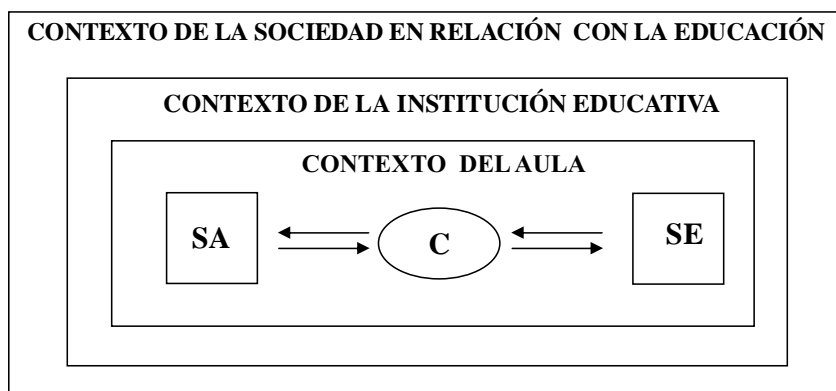 CONTEXTO DE LA SOCIEDAD EN RELACIÓN CON LA EDUCACIÓN
CONTEXTO DE LA INSTITUCIÓN EDUCATIVA
CONTEXTO DEL AULA
SA
C
SE